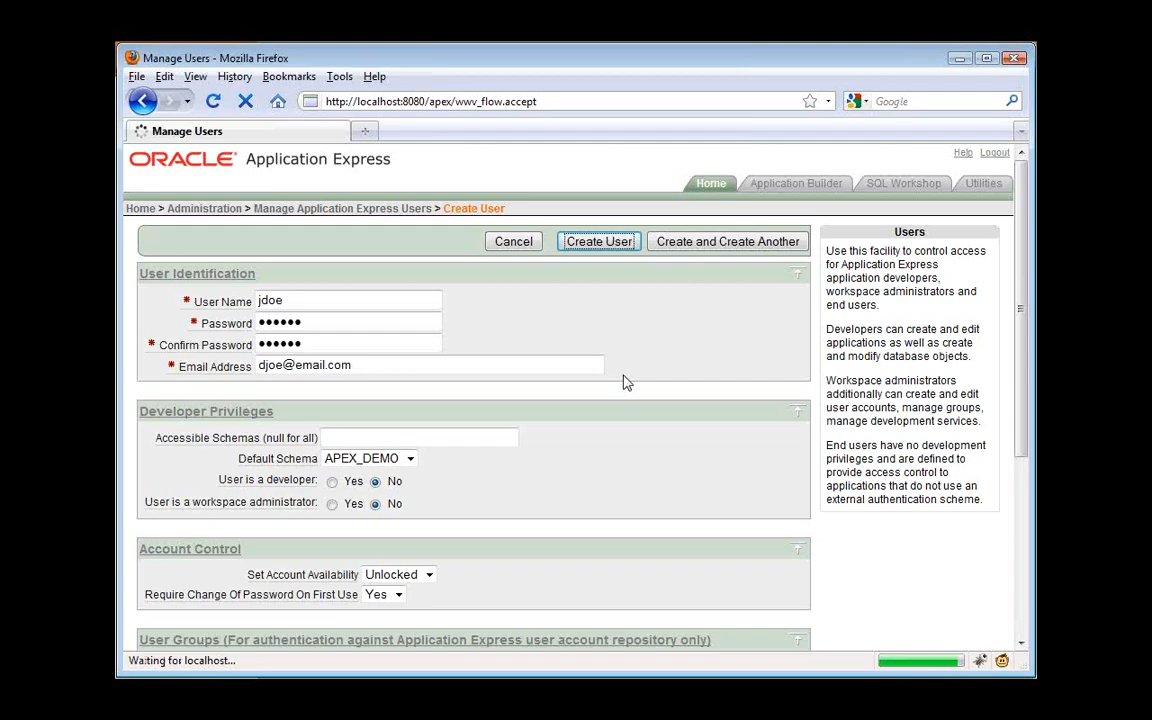 Manage Users - Mozilla Firefox
File Edit View History Bookmarks Tools Help
http://localhost:8080/apex/wwv_flow.accept
Google
Manage Users
ORACLE Application Express
Help Logout
Home Application Builder SQL Workshop Utilities
Home > Administration > Manage Application Express Users > Create User
Cancel Create User Create and Create Another
User Identification
* User Name jdoe
* Password ••••••
* Confirm Password ••••••
* Email Address djoe@email.com
Developer Privileges
Accessible Schemas (null for all)
Default Schema APEX_DEMO
User is a developer: Yes No
User is a workspace administrator: Yes No
Account Control
Set Account Availability Unlocked
Require Change Of Password On First Use Yes
User Groups (For authentication against Application Express user account repository only)
Users
Use this facility to control access
for Application Express
application developers,
workspace administrators and
end users.
Developers can create and edit
applications as well as create
and modify database objects.
Workspace administrators
additionally can create and edit
user accounts, manage groups,
manage development services.
End users have no development
privileges and are defined to
provide access control to
applications that do not use an
external authentication scheme.
Waiting for localhost...